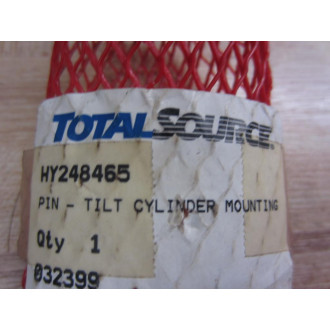 TOTALSOURCE
HY248465
PIN - TILT CYLINDER MOUNTING
Qty 1
032399